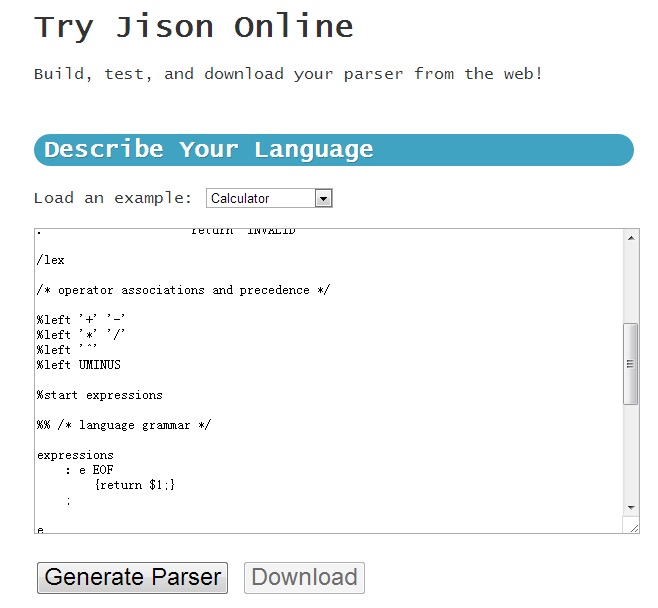 Try Jison Online
Build, test, and download your parser from the web!
Describe Your Language
Load an example: Calculator
. return 'INVALID'
/lex
/* operator associations and precedence */
%left '+' '-'
%left '*' '/'
%left '^'
%left UMINUS
%start expressions
%% /* language grammar */
expressions
: e EOF
{return $1;}
;
e
Generate Parser Download